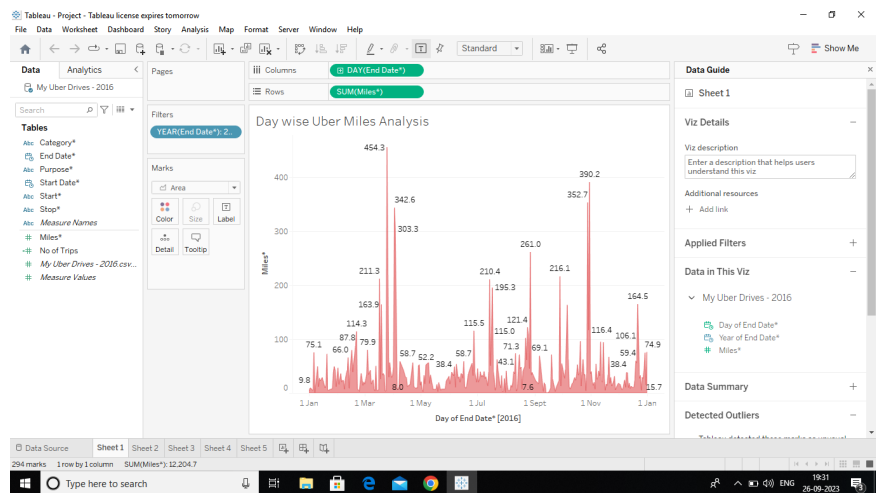 Tableau - Project - Tableau license expires tomorrow
File Data Worksheet Dashboard Story Analysis Map Format Server Window Help
Standard
Show Me
Data Analytics
My Uber Drives - 2016
Search
Tables
Abc Category*
End Date*
Abc Purpose*
Start Date*
Abc Start*
Abc Stop*
Abc Measure Names
# Miles*
No of Trips
# My Uber Drives - 2016.csv...
# Measure Values
Pages
Filters
YEAR(End Date*): 2..
Marks
Area
Color Size Label
Detail Tooltip
Columns DAY(End Date*)
Rows SUM(Miles*)
Day wise Uber Miles Analysis
454.3
390.2
400
352.7
342.6
303.3
300
261.0
211.3 210.4 216.1
200
195.3
163.9 164.5
114.3 115.5 121.4 116.4
115.0 106.1
100
87.8
75.1 66.0 79.9 71.3 69.1 74.9
58.7 52.2 58.7 59.4
38.4 43.1 38.4
9.8 8.0 7.6 15.7
0
Miles*
1 Jan 1 Mar 1 May 1 Jul 1 Sept 1 Nov 1 Jan
Day of End Date* [2016]
Data Guide
Sheet 1
Viz Details
Viz description
Enter a description that helps users
understand this viz
Additional resources
+ Add link
Applied Filters
Data in This Viz
My Uber Drives - 2016
Day of End Date*
Year of End Date*
# Miles*
Data Summary
Detected Outliers
Data Source Sheet 1 Sheet 2 Sheet 3 Sheet 4 Sheet 5
294 marks 1 row by 1 column SUM(Miles*): 12,204.7
Type here to search
ENG
19:31
26-09-2023